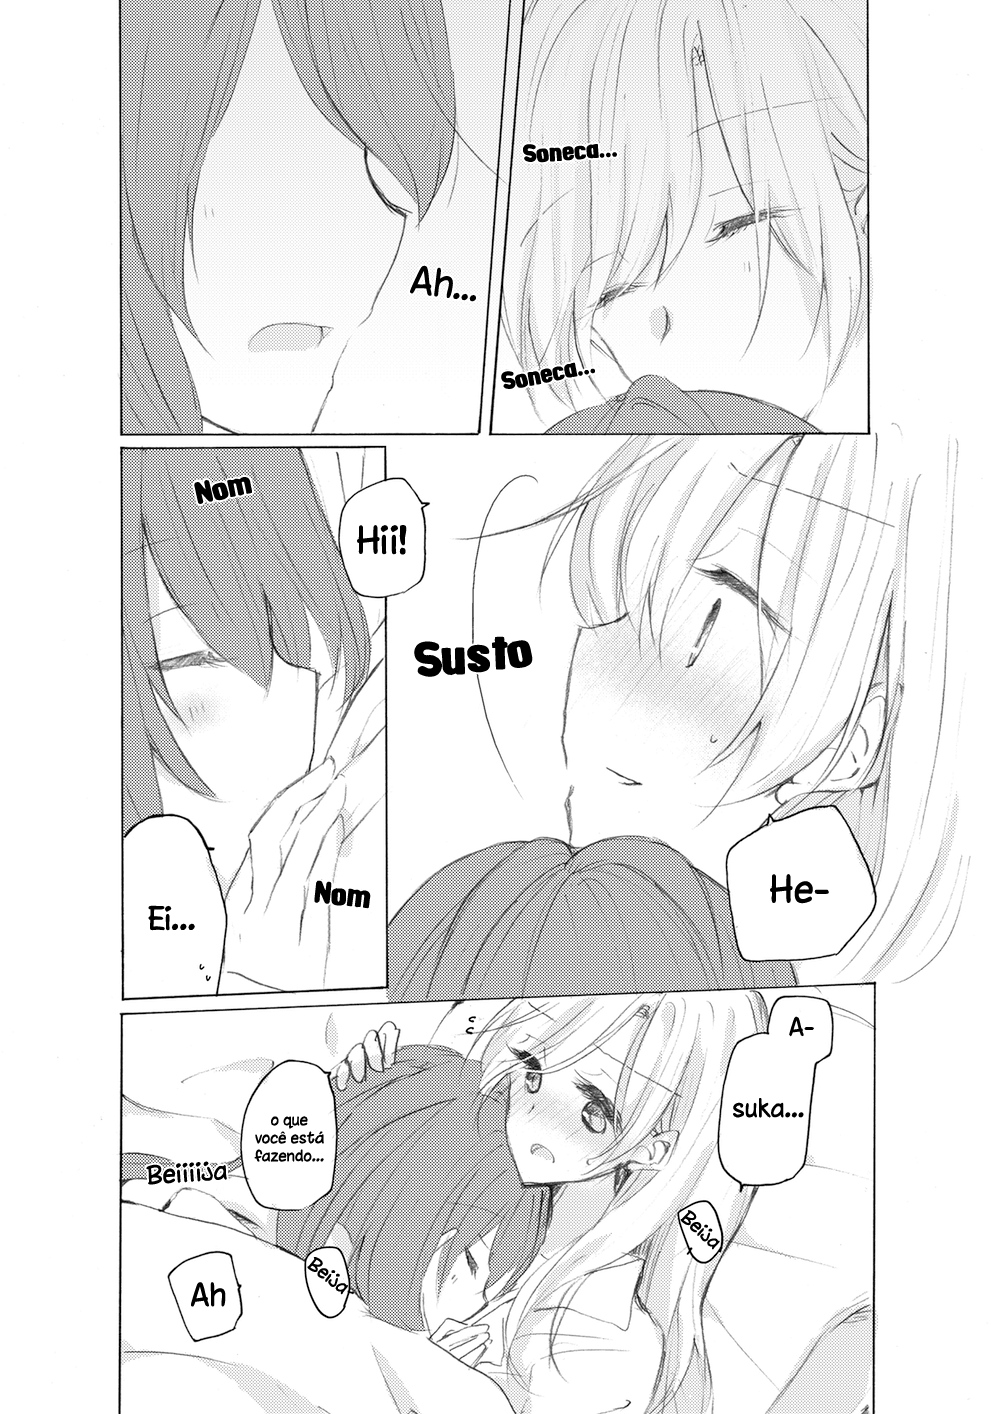 Soneca...
Soneca...
Ah...
Susto
He-
Hii!
Nom
Nom
Ei...
A-
suka...
o que
você está
fazendo...
Beiiiija
Beija
Beija
Ah